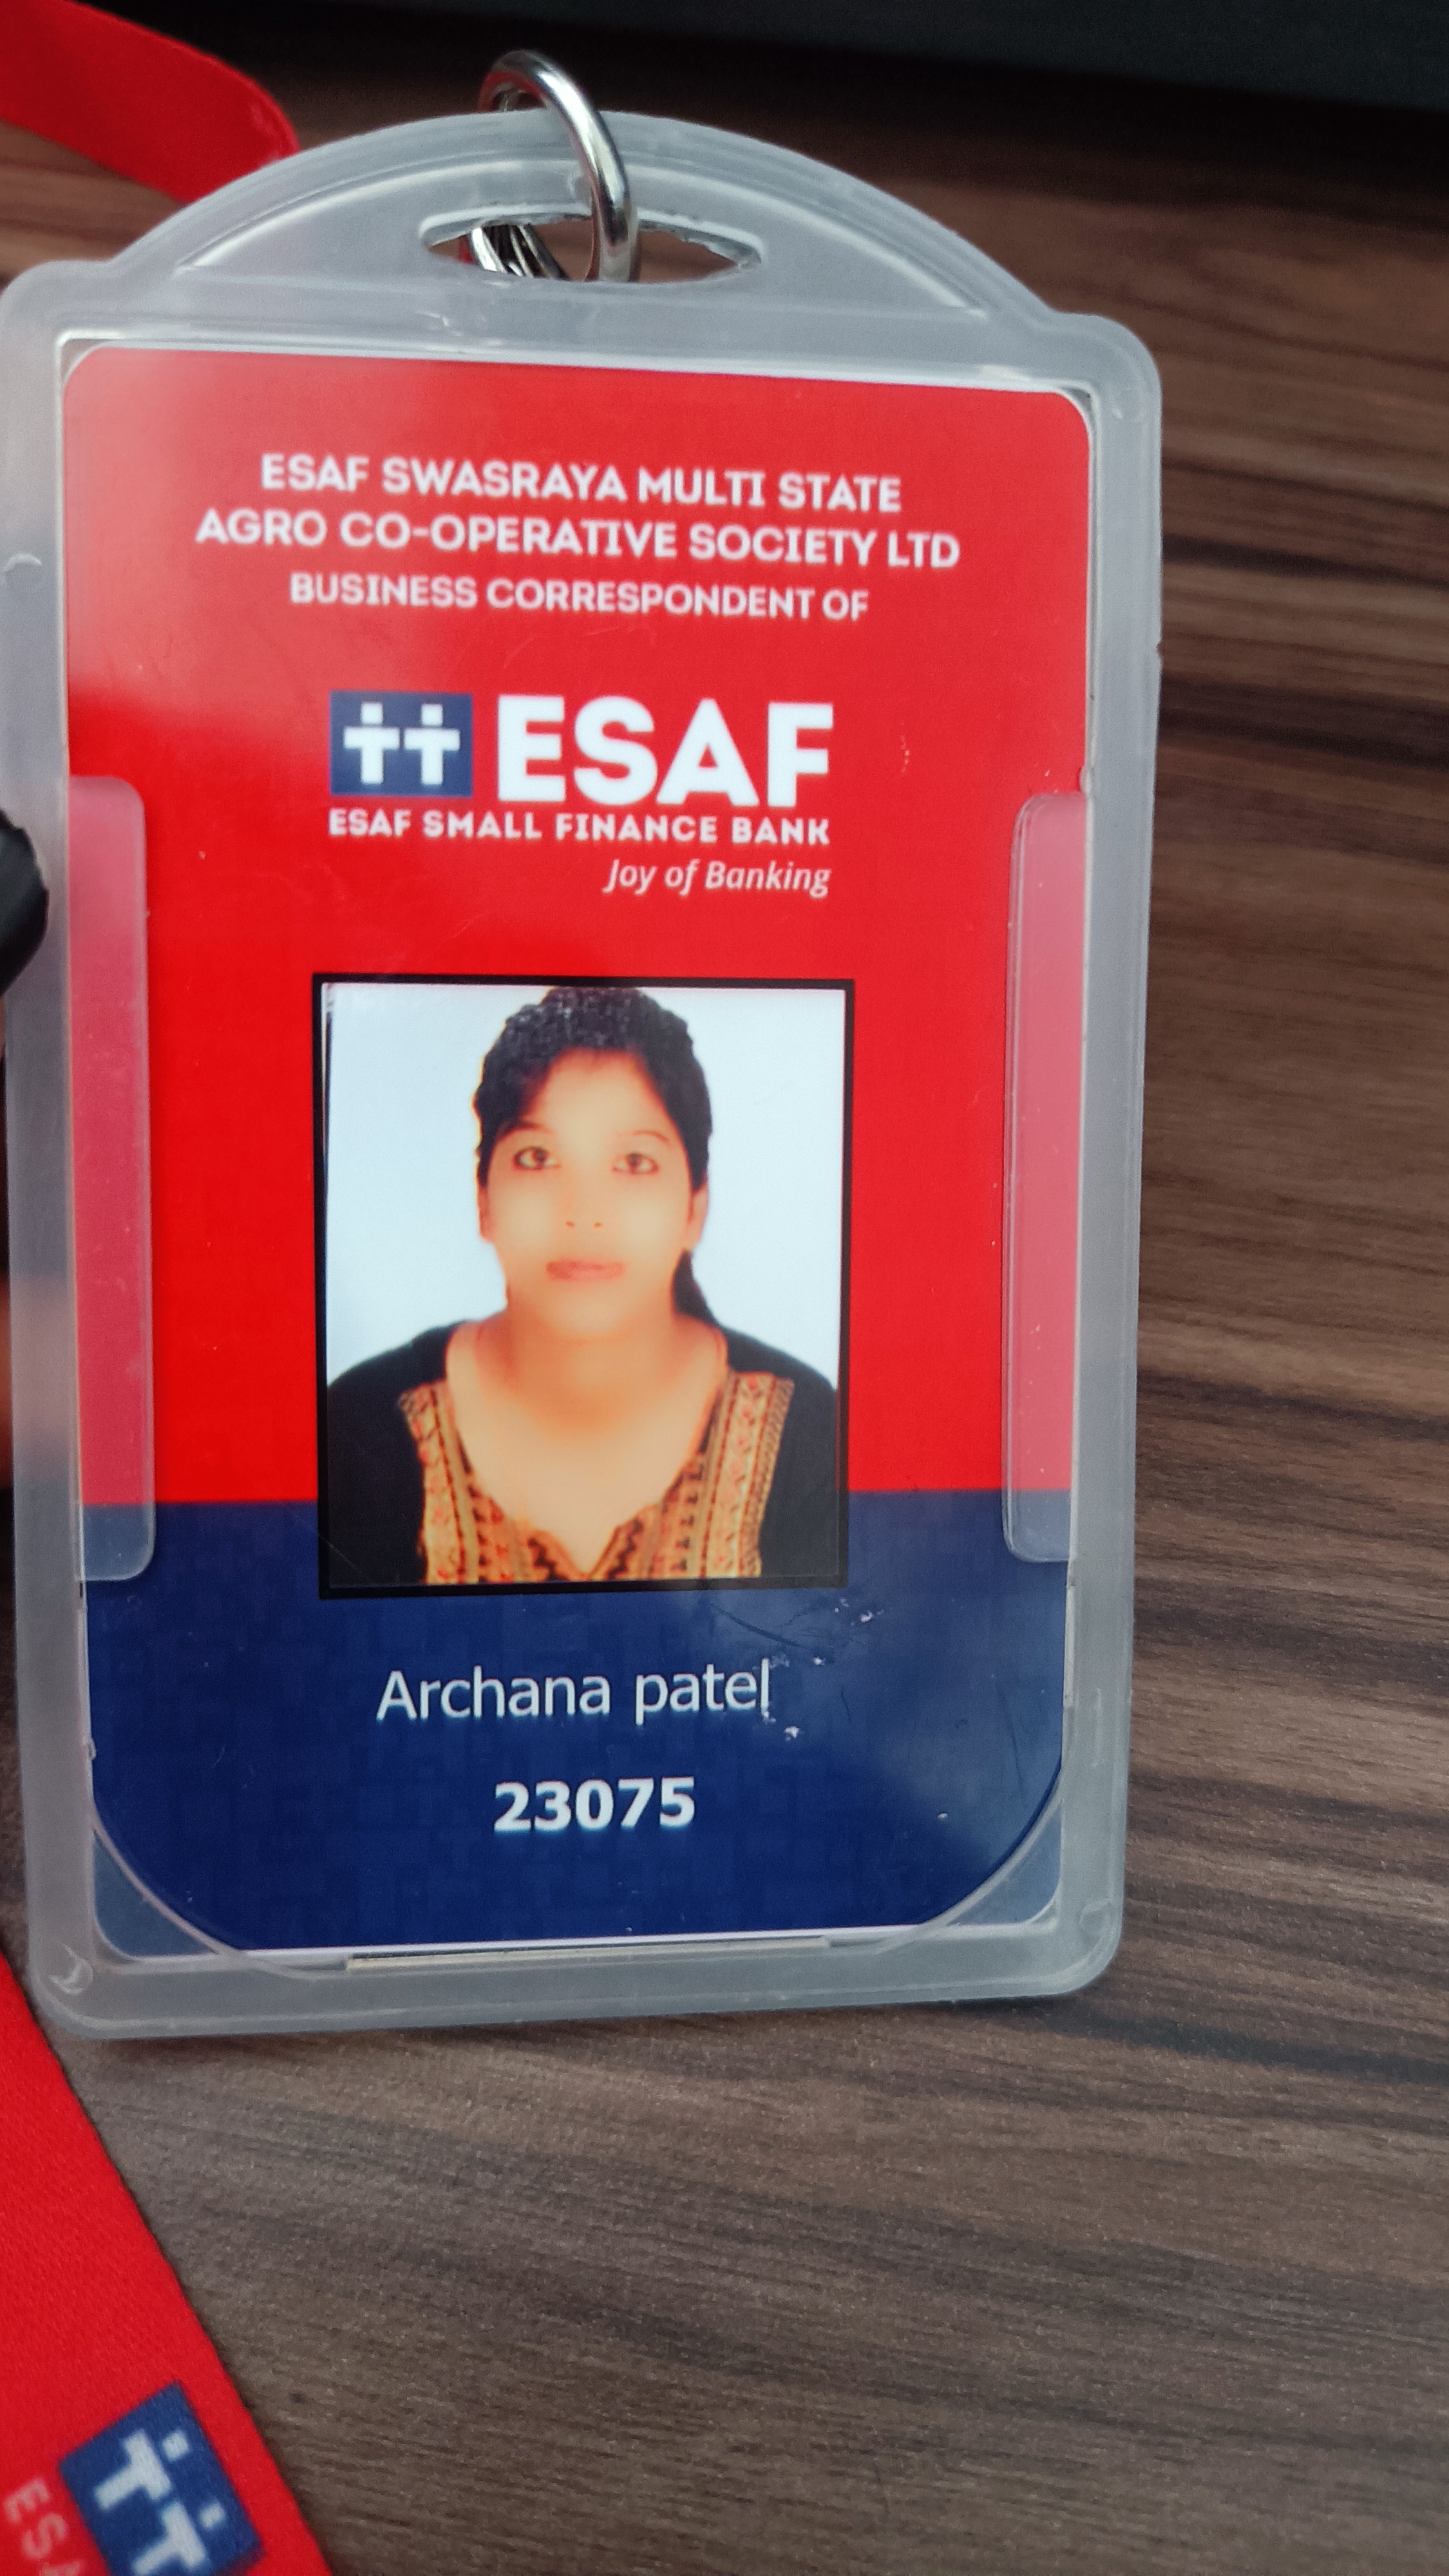 ESAF SWASRAYA MULTI STATE
AGRO CO-OPERATIVE SOCIETY LTD
BUSINESS CORRESPONDENT OF
ESAF
ESAF SMALL FINANCE BANK
Joy of Banking
Archana patel
23075